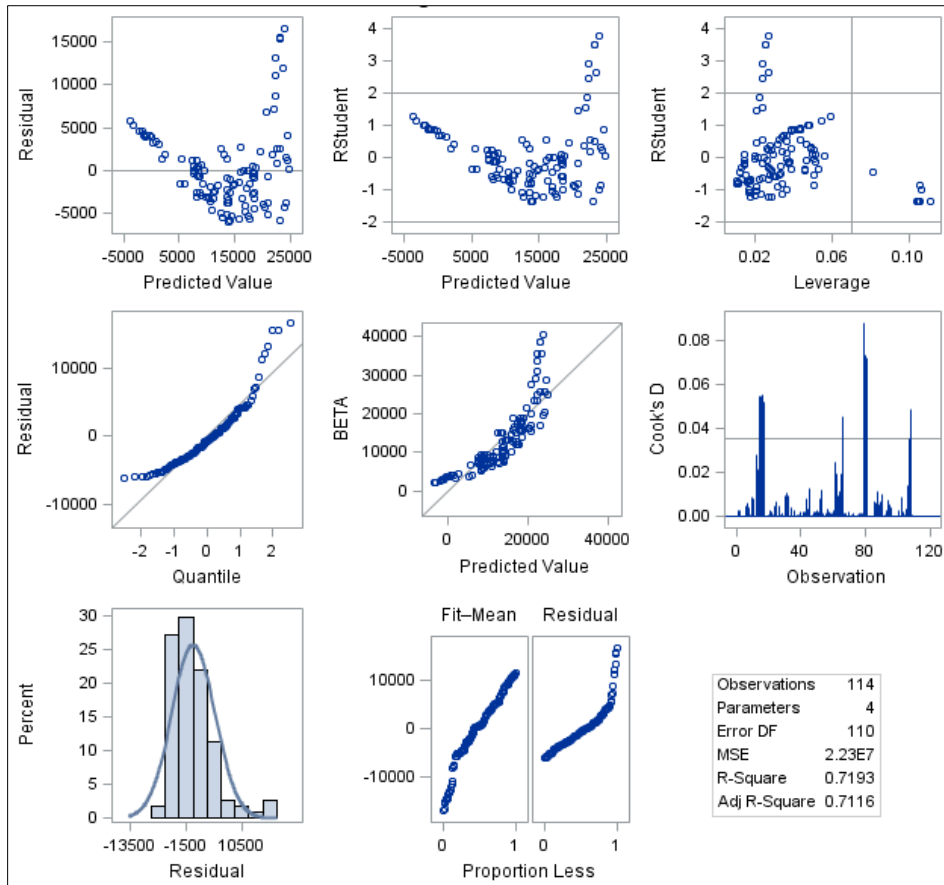 15000
10000
5000
0
-5000
Residual
-5000 5000 15000 25000
Predicted Value
4
3
2
1
0
-1
-2
RStudent
-5000 5000 15000 25000
Predicted Value
4
3
2
1
0
-1
-2
RStudent
0.02 0.06 0.10
Leverage
10000
0
-10000
Residual
-2 -1 0 1 2
Quantile
40000
30000
20000
10000
0
BETA
0 20000 40000
Predicted Value
0.08
0.06
0.04
0.02
0.00
Cook's D
0 40 80 120
Observation
30
25
20
15
10
5
0
Percent
-13500 -1500 10500
Residual
Fit–Mean Residual
10000
0
-10000
0 1 0 1
Proportion Less
Observations 114
Parameters 4
Error DF 110
MSE 2.23E7
R-Square 0.7193
Adj R-Square 0.7116